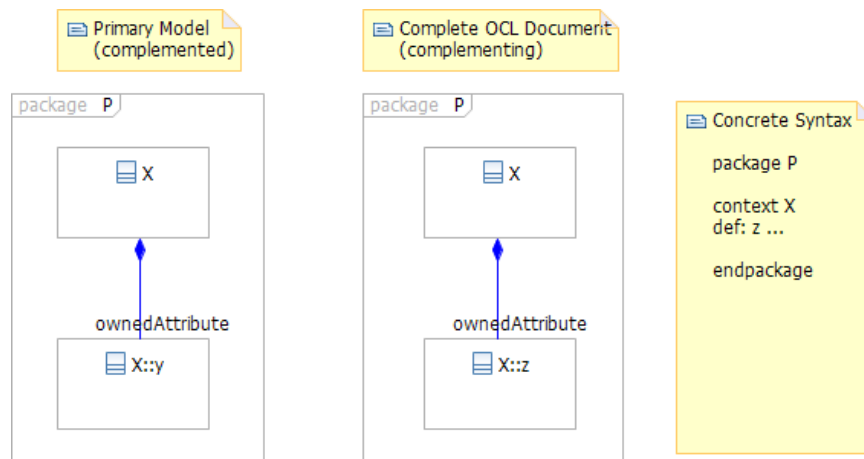 Primary Model
(complemented)
Complete OCL Document
(complementing)
package P
X
ownedAttribute
X::y
package P
X
ownedAttribute
X::z
Concrete Syntax
package P
context X
def: z ...
endpackage